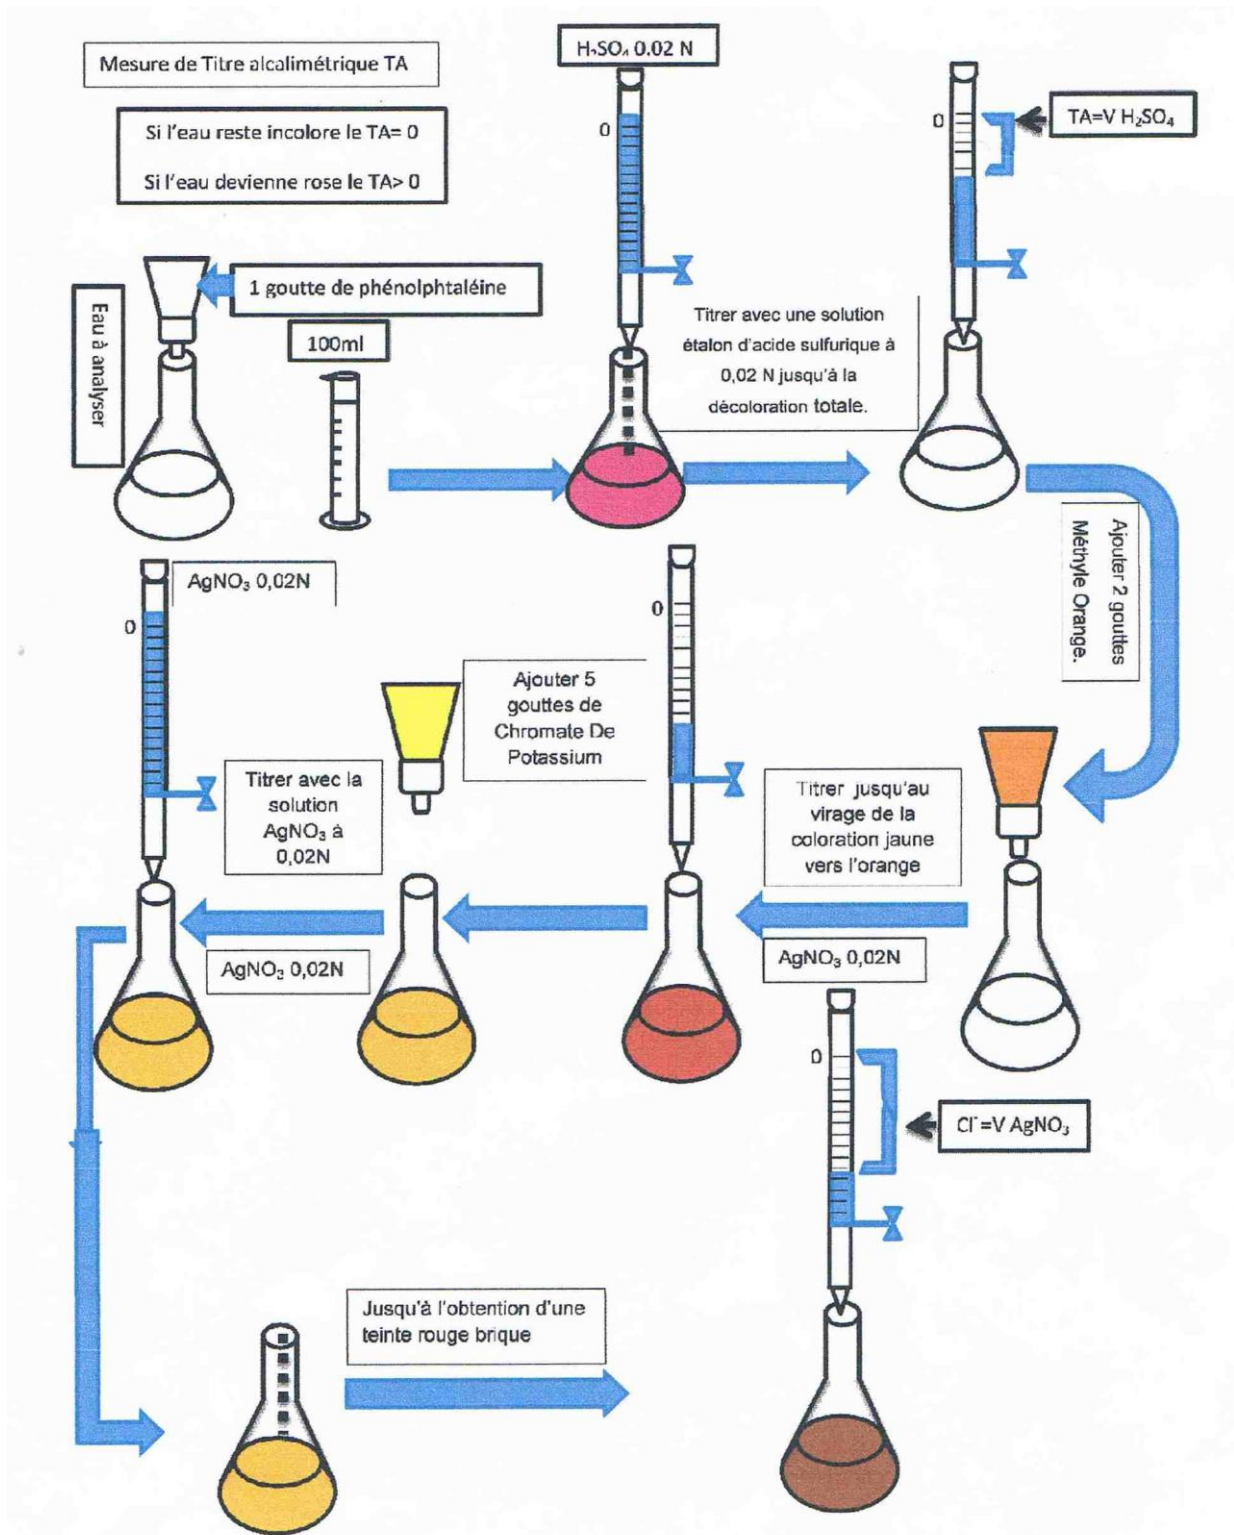 Mesure de Titre alcalimétrique TA
Si l'eau reste incolore le TA= 0
Si l'eau devienne rose le TA> 0
Eau à analyser
1 goutte de phénolphtaléine
100ml
H₂SO₄ 0.02 N
0
Titrer avec une solution
étalon d'acide sulfurique à
0,02 N jusqu'à la
décoloration totale.
0
TA=V H₂SO₄
Ajouter 2 gouttes
Méthyle Orange.
0
Titrer jusqu'au
virage de la
coloration jaune
vers l'orange
Ajouter 5
gouttes de
Chromate De
Potassium
AgNO₃ 0,02N
0
Titrer avec la
solution
AgNO₃ à
0,02N
AgNO₃ 0,02N
AgNO₃ 0,02N
0
Cl⁻=V AgNO₃
Jusqu'à l'obtention d'une
teinte rouge brique